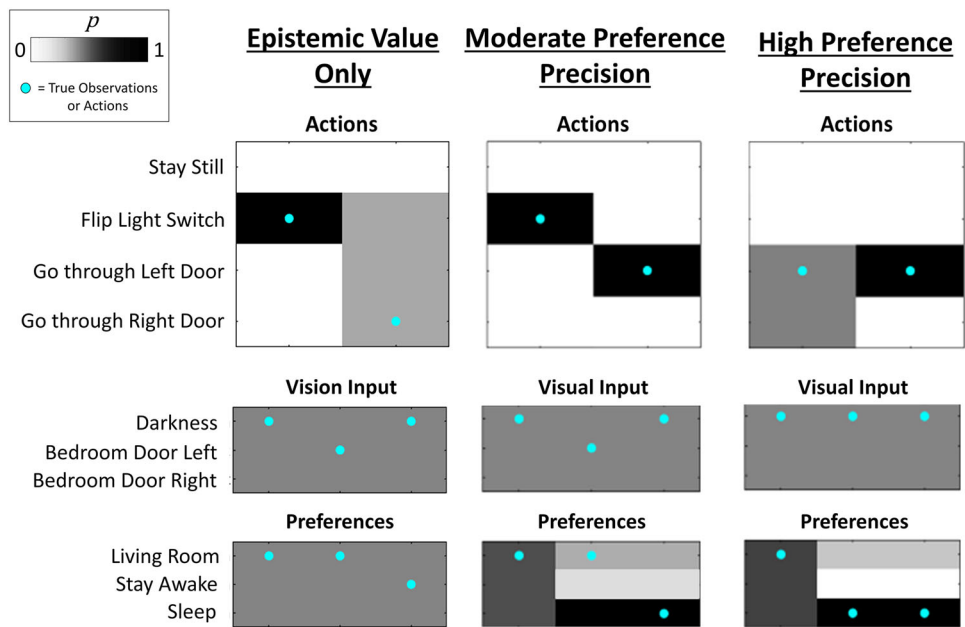 p
0 1
= True Observations
or Actions
Epistemic Value
Only
Moderate Preference
Precision
High Preference
Precision
Actions
Actions
Actions
Stay Still
Flip Light Switch
Go through Left Door
Go through Right Door
Vision Input
Visual Input
Visual Input
Darkness
Bedroom Door Left
Bedroom Door Right :
Preferences
Preferences
Preferences
Living Room
Stay Awake
Sleep